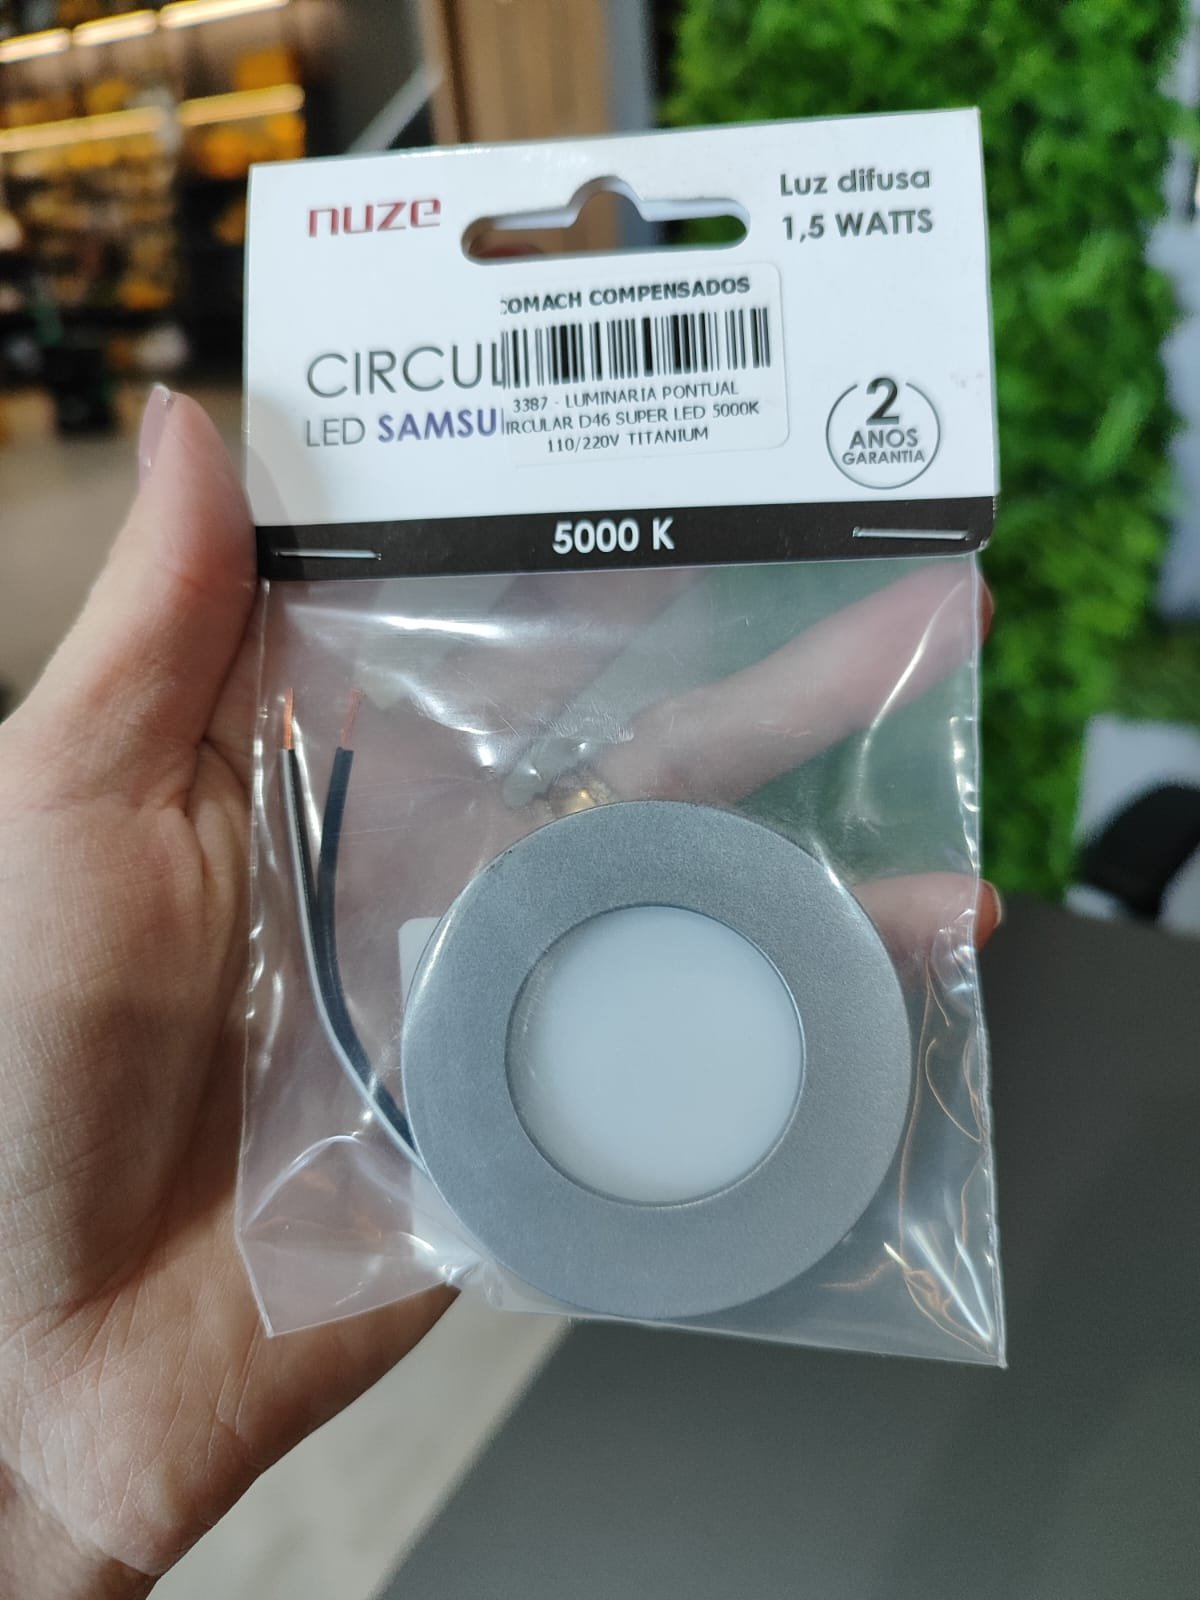 nuze
Luz difusa
1,5 WATTS
COMACH COMPENSADOS
CIRCUL
LED SAMSU
3387 - LUMINARIA PONTUAL
IRCULAR D46 SUPER LED 5000K
110/220V TITANIUM
2
ANOS
GARANTIA
5000 K